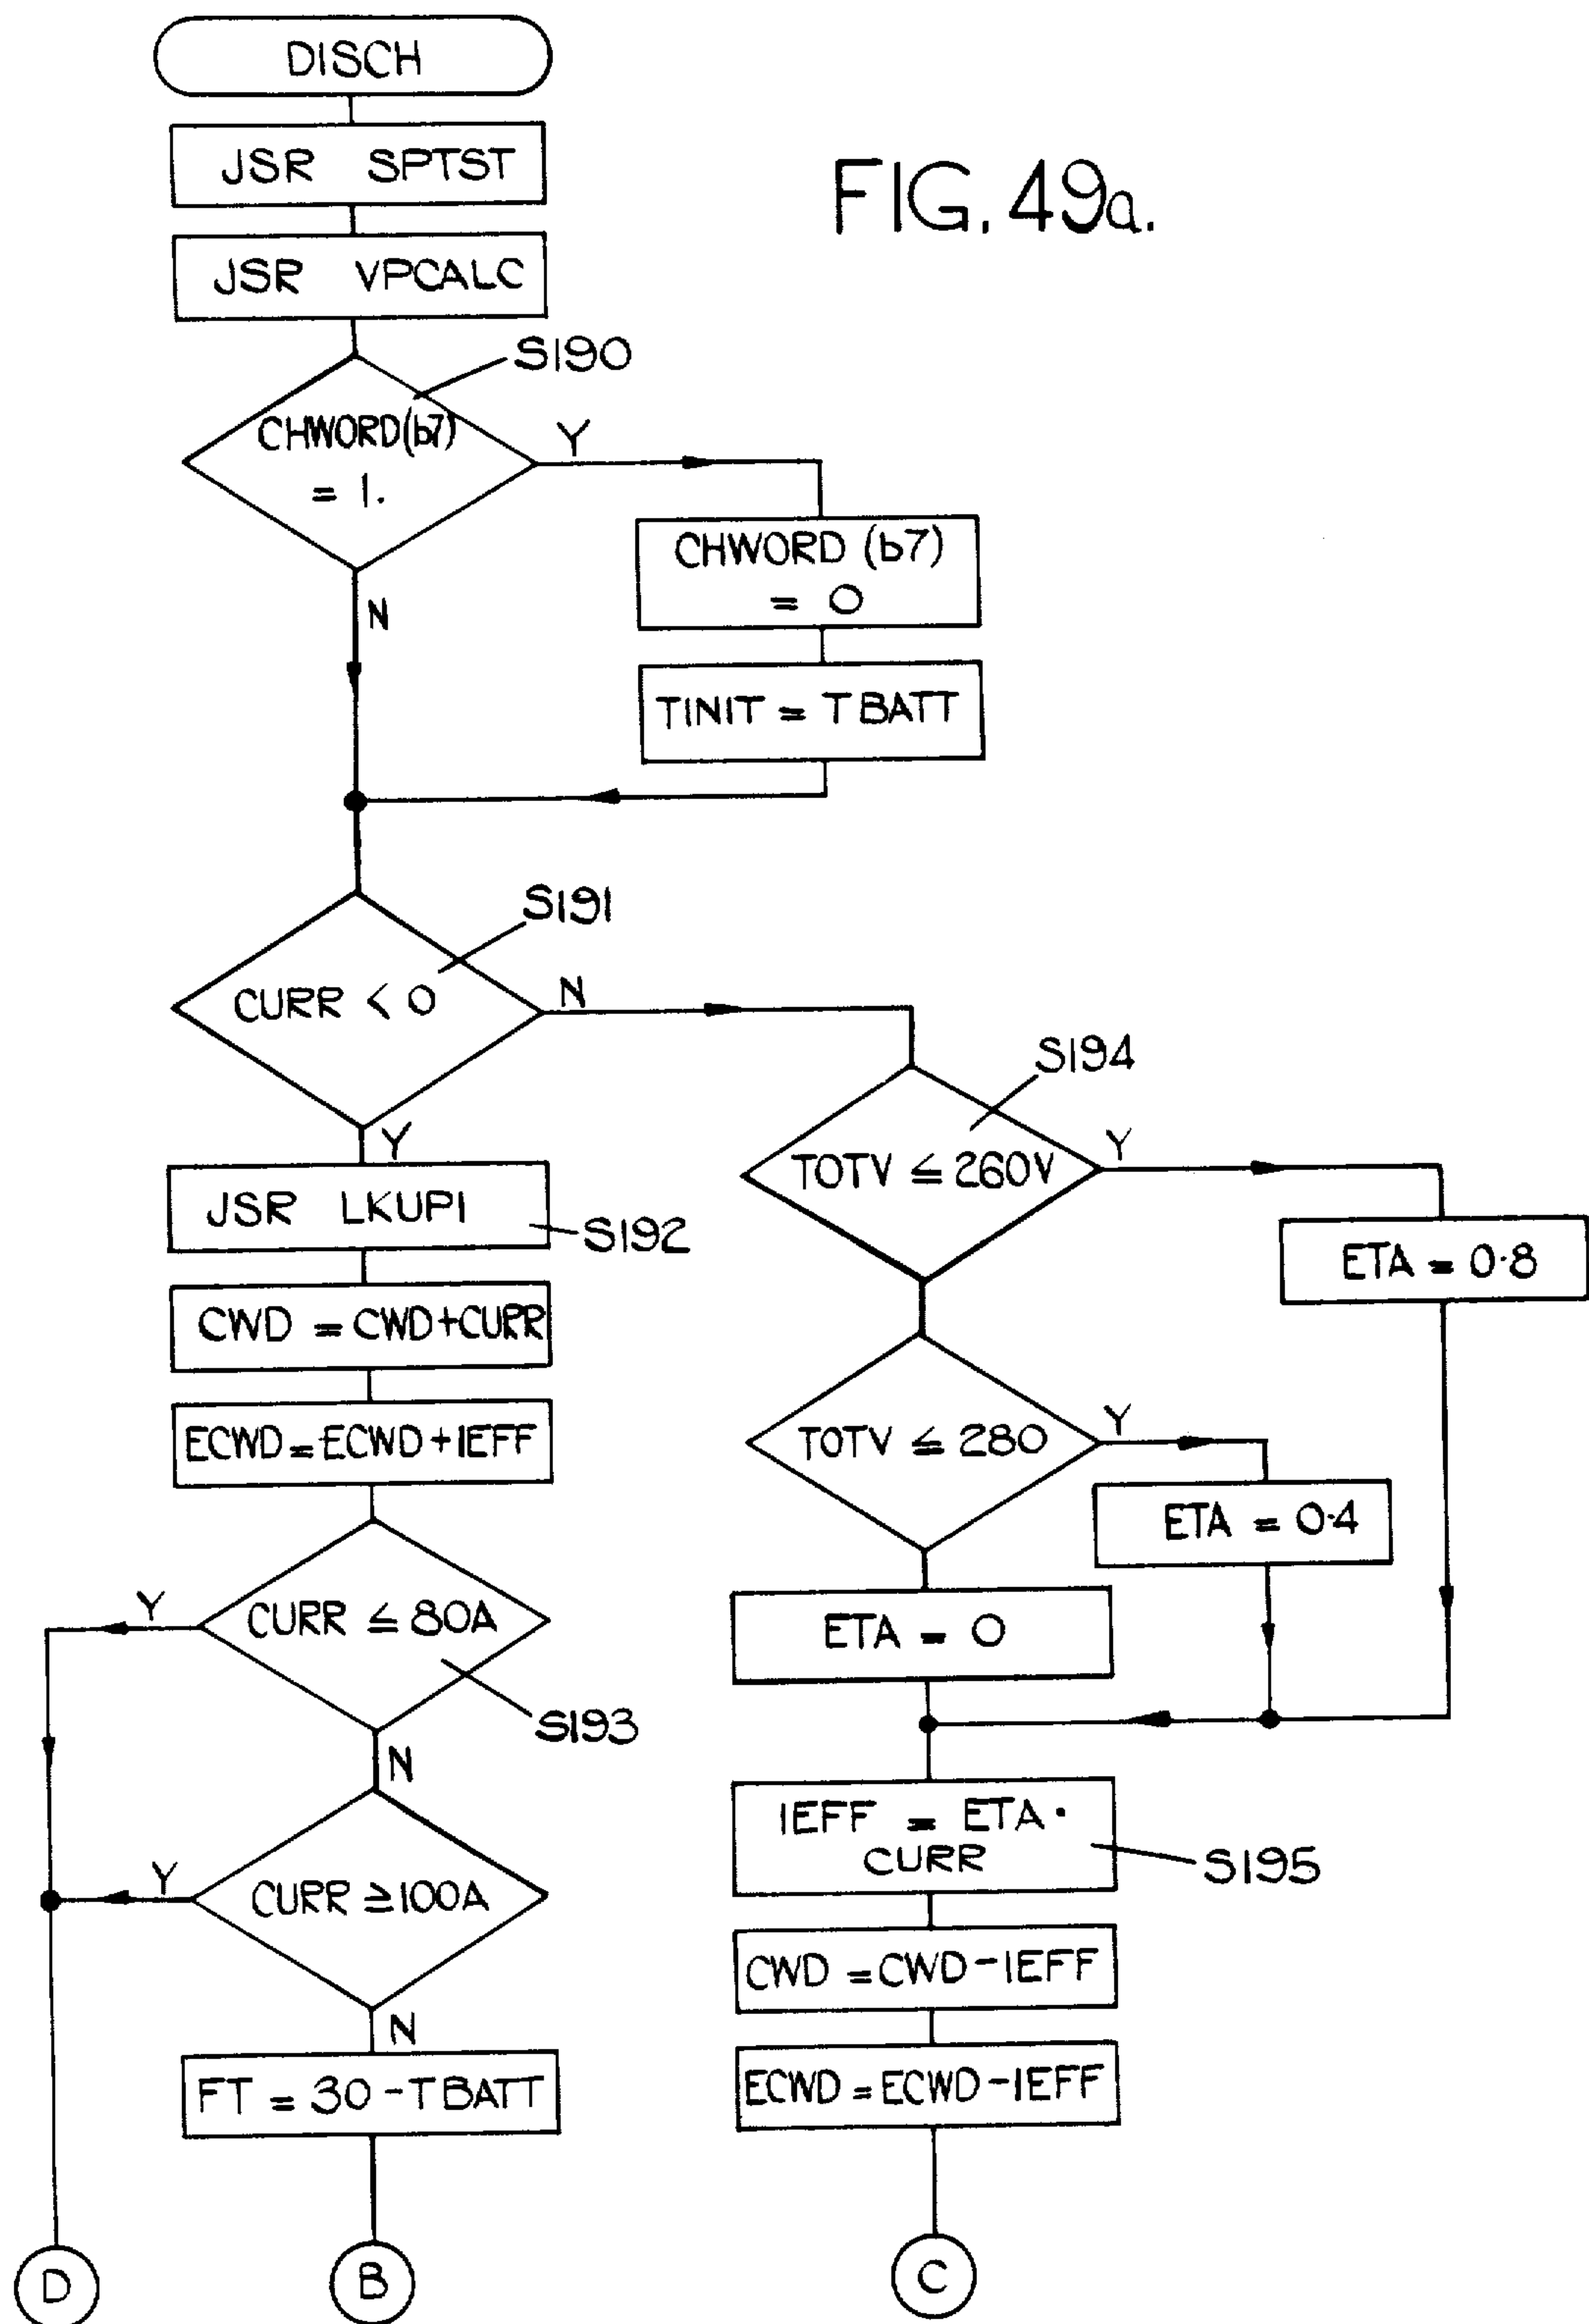 DISCH
JSR SPTST
FIG. 49a.
JSR VPCALC
S190
CHWORD(b7)
= 1.
Y
N
CHWORD (b7)
= 0
TINIT = TBATT
S191
CURR < 0
N
Y
S194
TOTV ≦ 260V
Y
ETA = 0·8
JSR LKUPI
S192
CWD = CWD+CURR
ECWD = ECWD+IEFF
TOTV ≦ 280
Y
ETA = 0·4
ETA = 0
CURR ≦ 80A
Y
S193
N
CURR ≧ 100A
Y
N
IEFF = ETA ·
CURR
S195
CWD = CWD-IEFF
FT = 30 - TBATT
ECWD = ECWD-IEFF
D
B
C